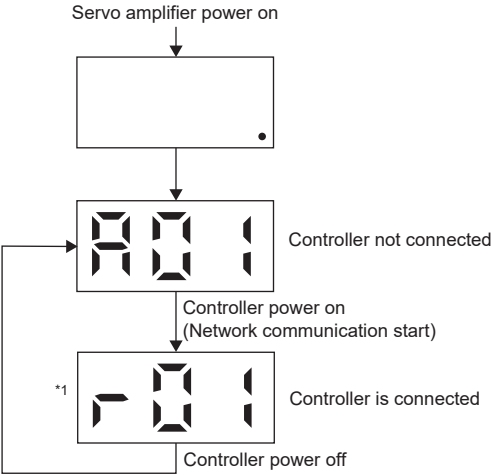 Servo amplifier power on
.
A01
Controller not connected
Controller power on
(Network communication start)
*1
r01
Controller is connected
Controller power off